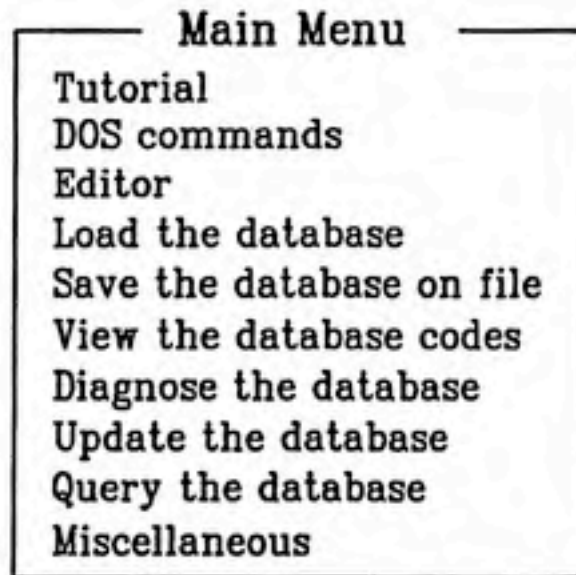 Main Menu
Tutorial
DOS commands
Editor
Load the database
Save the database on file
View the database codes
Diagnose the database
Update the database
Query the database
Miscellaneous